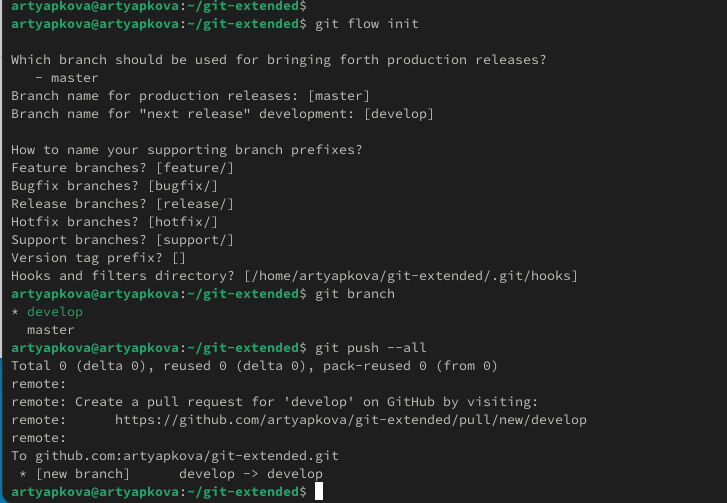 artyapkova@artyapkova:~/git-extended$
artyapkova@artyapkova:~/git-extended$ git flow init
Which branch should be used for bringing forth production releases?
   - master
Branch name for production releases: [master]
Branch name for "next release" development: [develop]
How to name your supporting branch prefixes?
Feature branches? [feature/]
Bugfix branches? [bugfix/]
Release branches? [release/]
Hotfix branches? [hotfix/]
Support branches? [support/]
Version tag prefix? []
Hooks and filters directory? [/home/artyapkova/git-extended/.git/hooks]
artyapkova@artyapkova:~/git-extended$ git branch
* develop
  master
artyapkova@artyapkova:~/git-extended$ git push --all
Total 0 (delta 0), reused 0 (delta 0), pack-reused 0 (from 0)
remote:
remote: Create a pull request for 'develop' on GitHub by visiting:
remote:      https://github.com/artyapkova/git-extended/pull/new/develop
remote:
To github.com:artyapkova/git-extended.git
 * [new branch]      develop -> develop
artyapkova@artyapkova:~/git-extended$